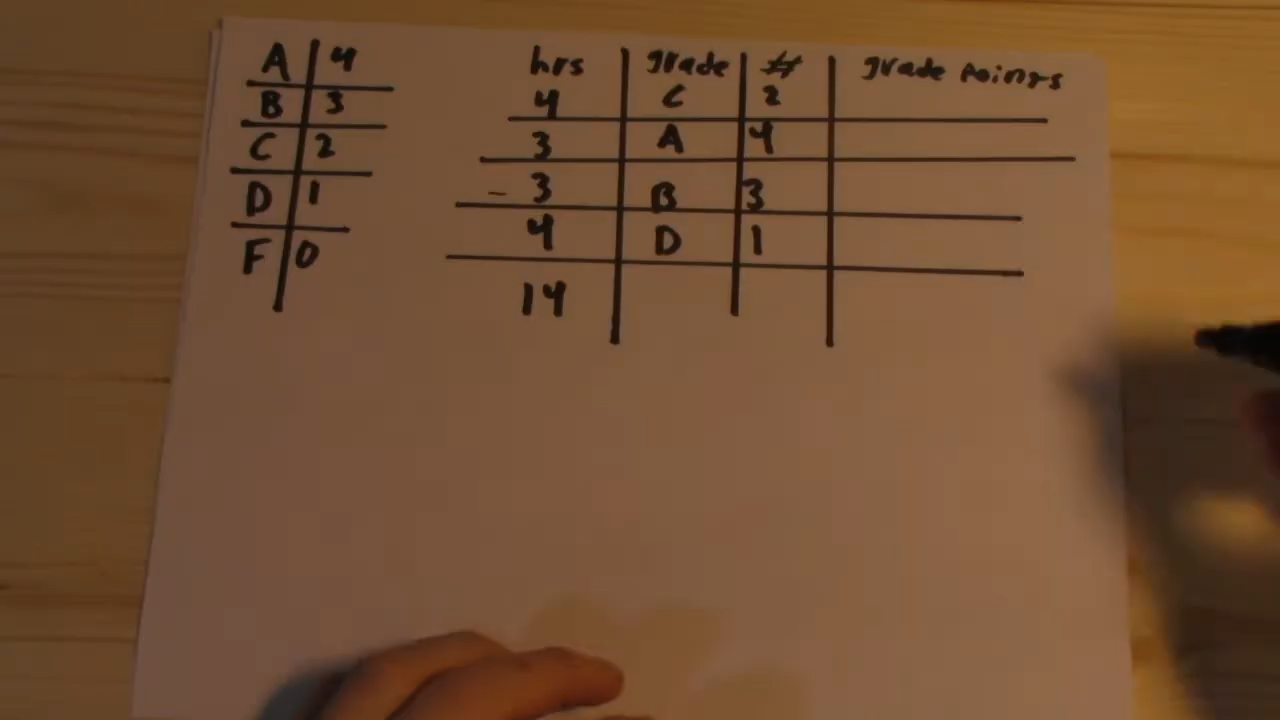 A 4
B 3
C 2
D 1
F 0
hrs grade # grade points
4 C 2
3 A 4
- 3 B 3
4 D 1
14